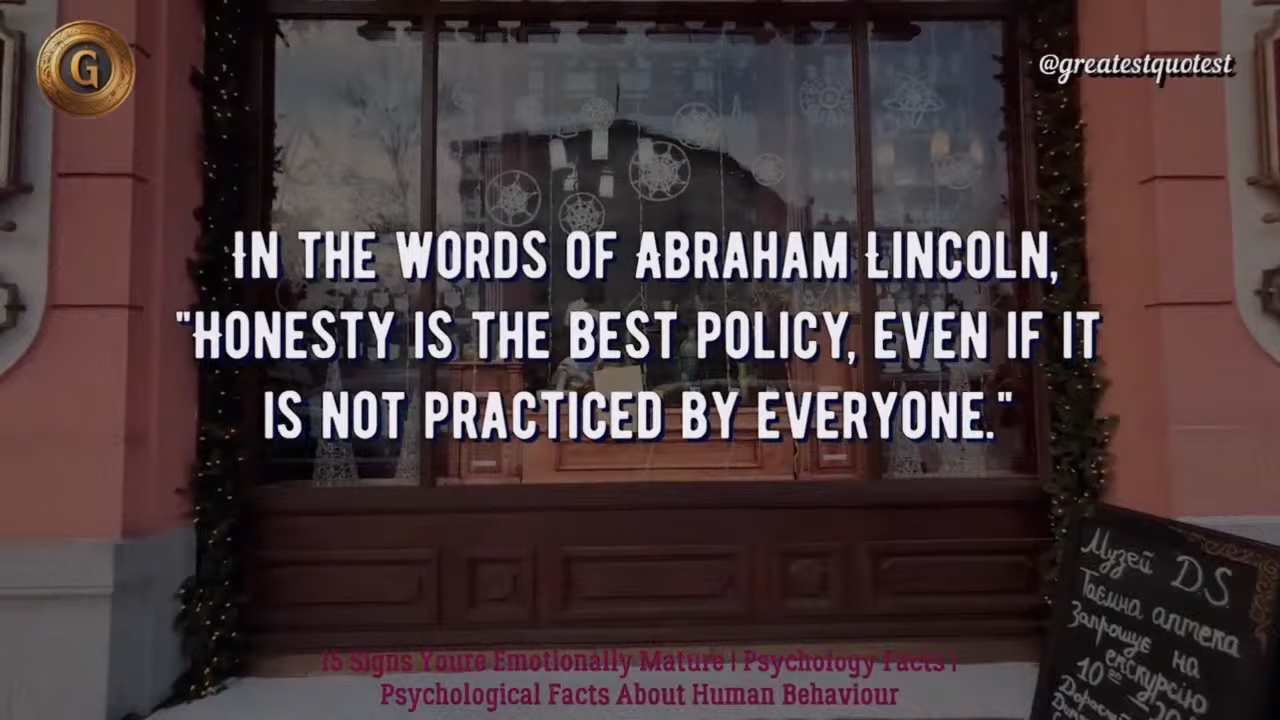 G
@greatestquotest
IN THE WORDS OF ABRAHAM LINCOLN,
"HONESTY IS THE BEST POLICY, EVEN IF IT
IS NOT PRACTICED BY EVERYONE."
15 Signs Youre Emotionally Mature | Psychology Facts |
Psychological Facts About Human Behaviour
Музей D.S.
Таємна аптека
Запрошує на
екскурсію
10⁰⁰